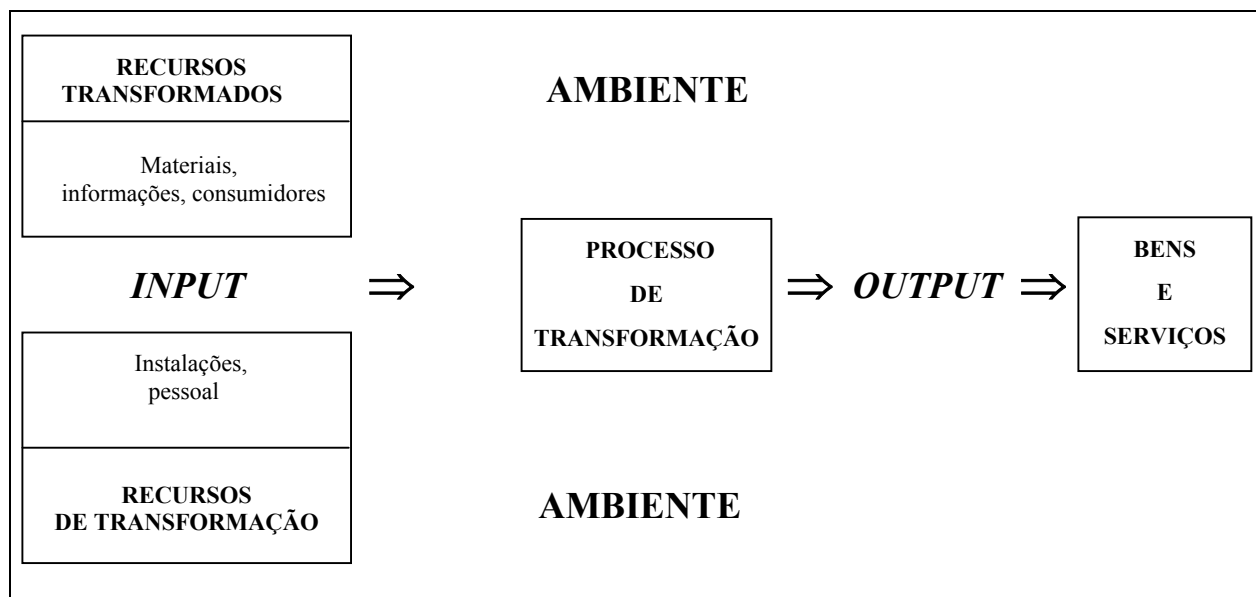 RECURSOS
TRANSFORMADOS
Materiais,
informações, consumidores
AMBIENTE
INPUT ⇒
PROCESSO
DE
TRANSFORMAÇÃO
⇒ OUTPUT ⇒
BENS
E
SERVIÇOS
Instalações,
pessoal
RECURSOS
DE TRANSFORMAÇÃO
AMBIENTE